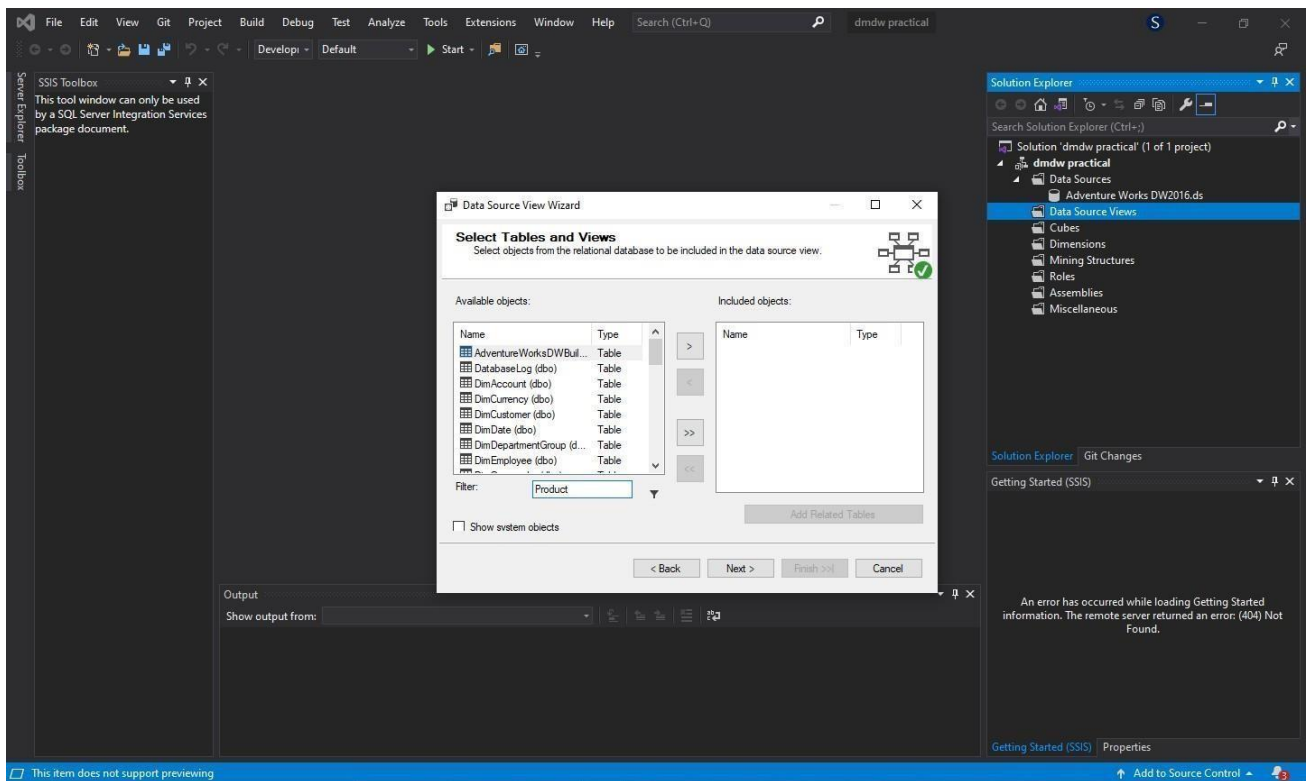 File Edit View Git Project Build Debug Test Analyze Tools Extensions Window Help Search (Ctrl+Q) dmdw practical S
Developi Default Start
Server Explorer
Toolbox
SSIS Toolbox
This tool window can only be used
by a SQL Server Integration Services
package document.
Data Source View Wizard
Select Tables and Views
Select objects from the relational database to be included in the data source view.
Available objects:
Name Type
AdventureWorksDWBuil... Table
DatabaseLog (dbo) Table
DimAccount (dbo) Table
DimCurrency (dbo) Table
DimCustomer (dbo) Table
DimDate (dbo) Table
DimDepartmentGroup (d... Table
DimEmployee (dbo) Table
Filter: Product
Show system objects
>
<
>>
<<
Included objects:
Name Type
Add Related Tables
< Back Next > Finish >>| Cancel
Output
Show output from:
Solution Explorer
Search Solution Explorer (Ctrl+;)
Solution 'dmdw practical' (1 of 1 project)
dmdw practical
Data Sources
Adventure Works DW2016.ds
Data Source Views
Cubes
Dimensions
Mining Structures
Roles
Assemblies
Miscellaneous
Solution Explorer Git Changes
Getting Started (SSIS)
An error has occurred while loading Getting Started
information. The remote server returned an error: (404) Not
Found.
Getting Started (SSIS) Properties
This item does not support previewing
Add to Source Control 3